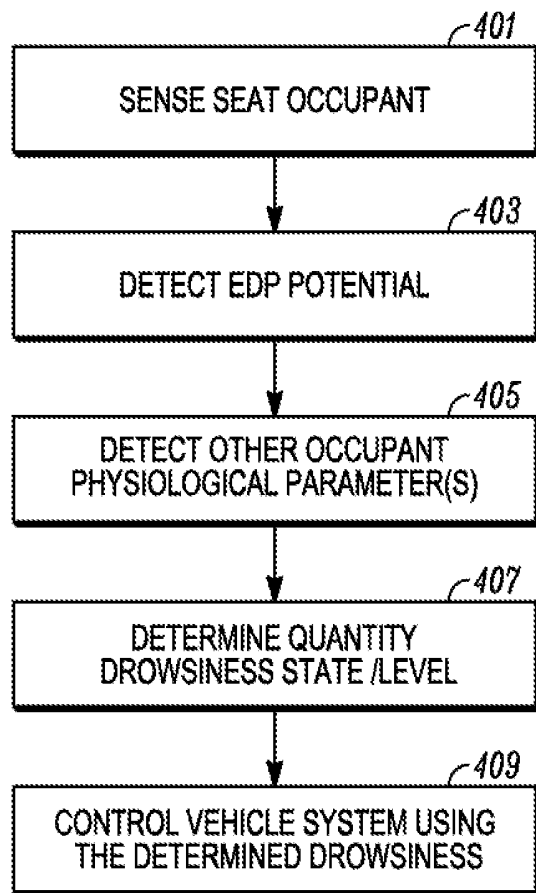 401
SENSE SEAT OCCUPANT
403
DETECT EDP POTENTIAL
405
DETECT OTHER OCCUPANT
PHYSIOLOGICAL PARAMETER(S)
407
DETERMINE QUANTITY
DROWSINESS STATE /LEVEL
409
CONTROL VEHICLE SYSTEM USING
THE DETERMINED DROWSINESS